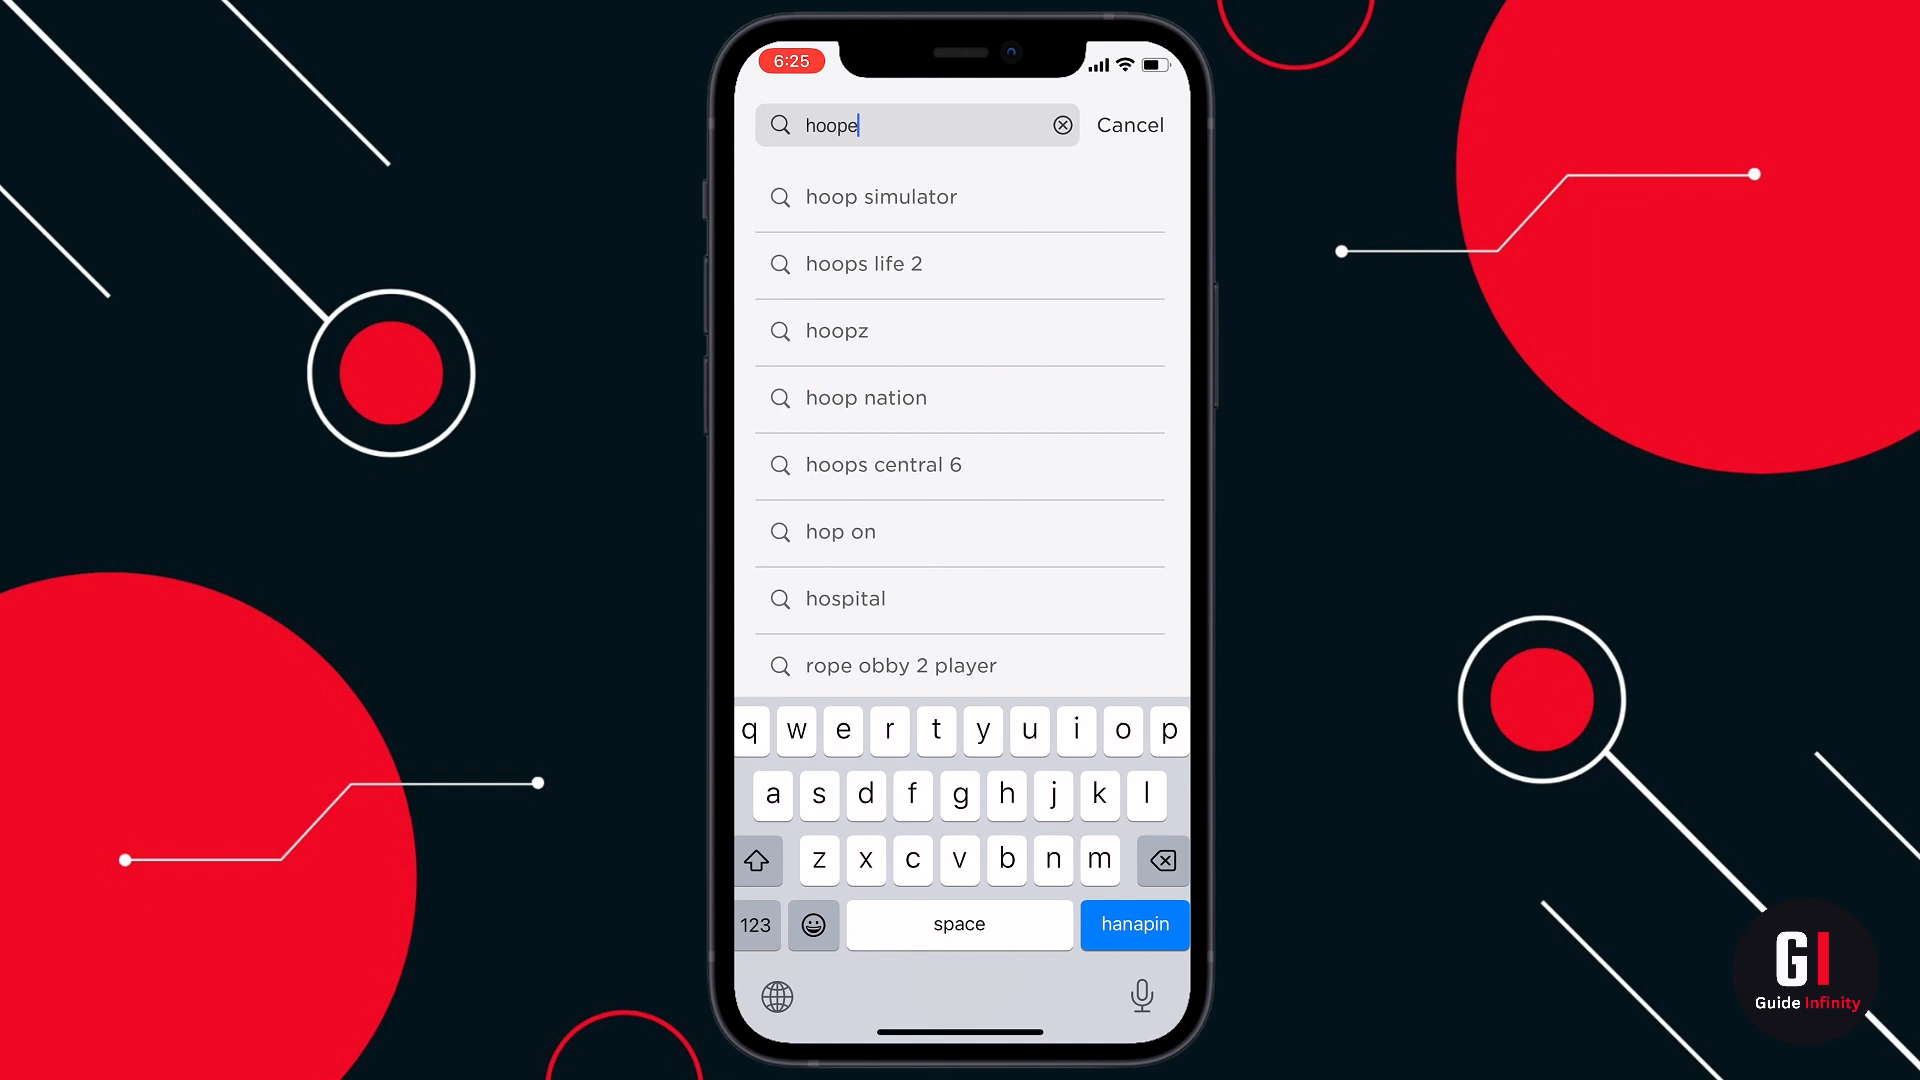 6:25
hoope
Cancel
hoop simulator
hoops life 2
hoopz
hoop nation
hoops central 6
hop on
hospital
rope obby 2 player
q w e r t y u i o p
a s d f g h j k l
z x c v b n m
123 space hanapin
GI
Guide Infinity